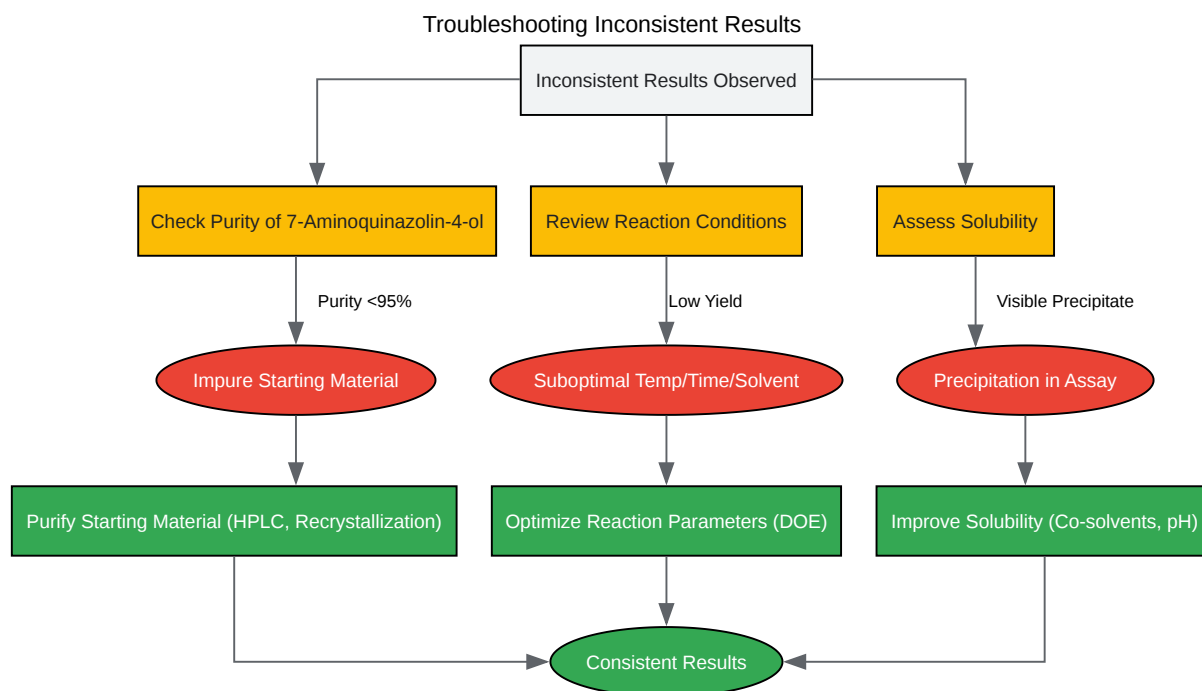 Troubleshooting Inconsistent Results
Inconsistent Results Observed
Check Purity of 7-Aminoquinazolin-4-ol
Review Reaction Conditions
Assess Solubility
Purity <95%
Low Yield
Visible Precipitate
Impure Starting Material
Suboptimal Temp/Time/Solvent
Precipitation in Assay
Purify Starting Material (HPLC, Recrystallization)
Optimize Reaction Parameters (DOE)
Improve Solubility (Co-solvents, pH)
Consistent Results